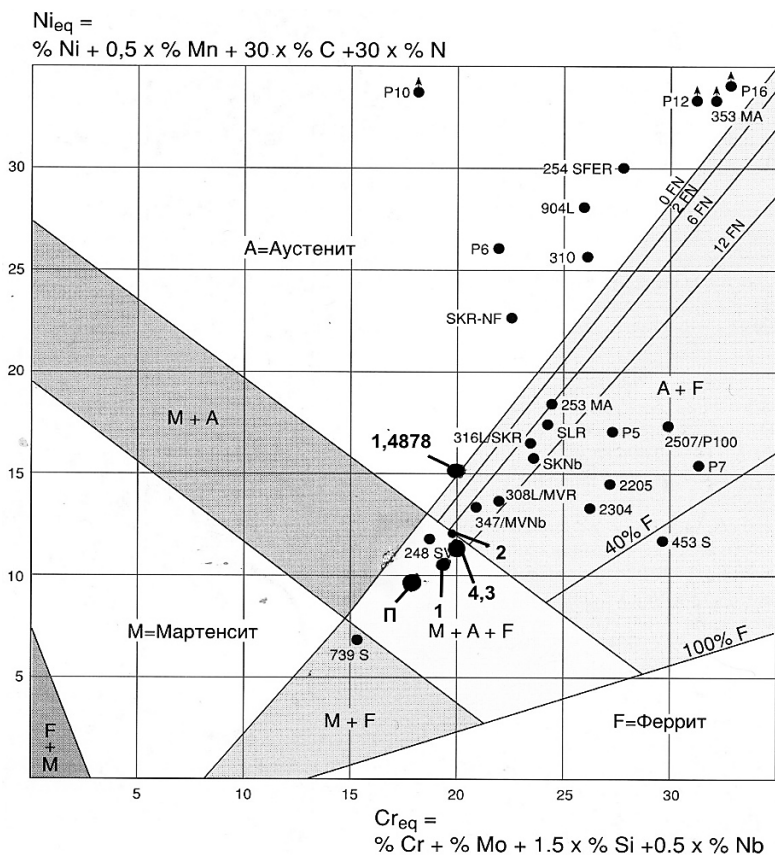 Ni eq =
% Ni + 0,5 x % Mn + 30 x % C +30 x % N
P10
P12
P16
353 MA
30
254 SFER
0 FN
2 FN
6 FN
12 FN
904L
A=Аустенит
P6
310
25
SKR-NF
20
M + A
253 MA
A + F
1,4878
316L/SKR
SLR
P5
2507/P100
15
SKNb
P7
308L/MVR
2205
347/MVNb
2304
40% F
248 SV
2
453 S
10
П
1
4,3
M=Мартенсит
M + A + F
739 S
100% F
5
F
+
M
M + F
F=Феррит
5
10
15
20
25
30
Cr eq =
% Cr + % Mo + 1.5 x % Si +0.5 x % Nb